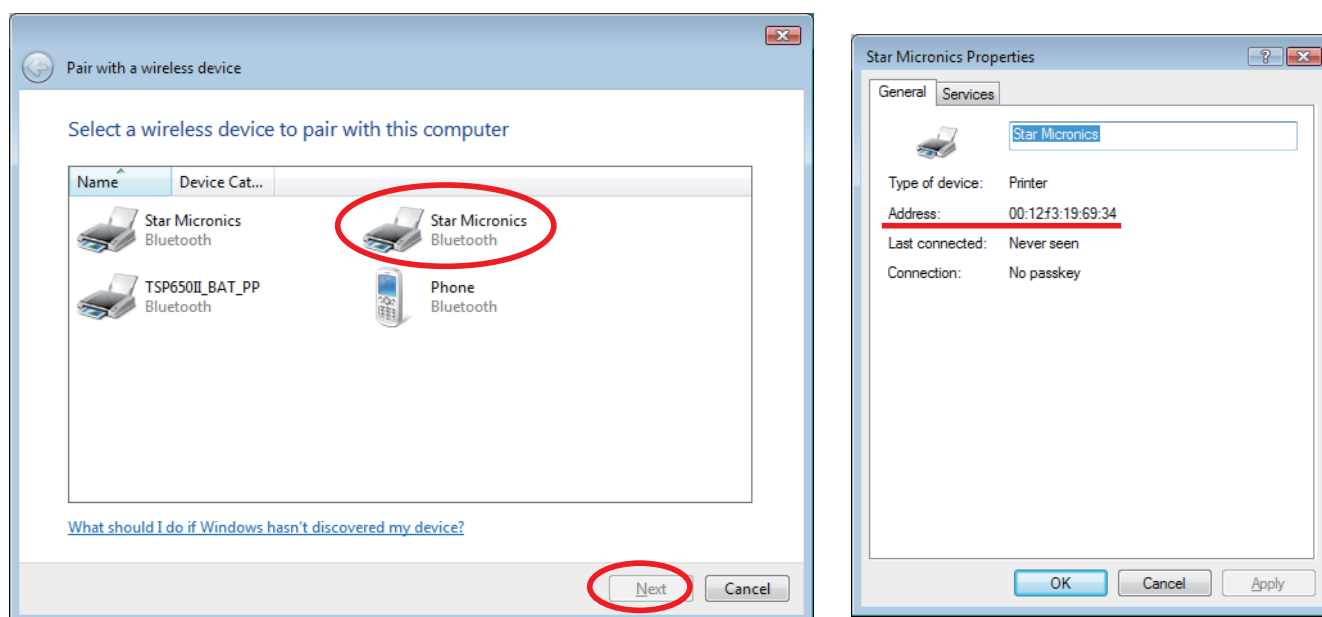 Pair with a wireless device
Select a wireless device to pair with this computer
Name Device Cat...
Star Micronics
Bluetooth
Star Micronics
Bluetooth
TSP650II_BAT_PP
Bluetooth
Phone
Bluetooth
What should I do if Windows hasn't discovered my device?
Next Cancel
Star Micronics Properties
General Services
Star Micronics
Type of device: Printer
Address: 00:12:f3:19:69:34
Last connected: Never seen
Connection: No passkey
OK Cancel Apply